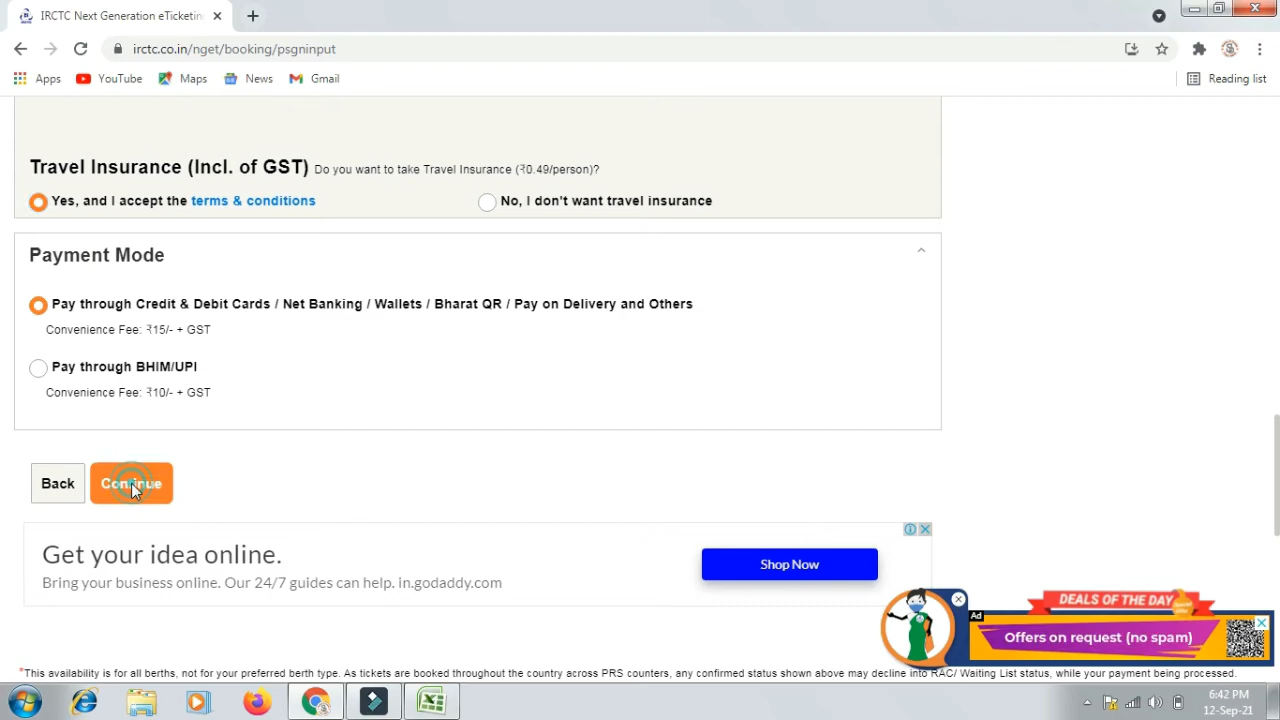 IRCTC Next Generation eTicketin
irctc.co.in/nget/booking/psgninput
Apps
YouTube
Maps
News
Gmail
Reading list
Travel Insurance (Incl. of GST) Do you want to take Travel Insurance (₹0.49/person)?
Yes, and I accept the terms & conditions
No, I don't want travel insurance
Payment Mode
Pay through Credit & Debit Cards / Net Banking / Wallets / Bharat QR / Pay on Delivery and Others
Convenience Fee: ₹15/- + GST
Pay through BHIM/UPI
Convenience Fee: ₹10/- + GST
Back
Continue
Get your idea online.
Bring your business online. Our 24/7 guides can help. in.godaddy.com
Shop Now
DEALS OF THE DAY
Ad
Offers on request (no spam)
*This availability is for all berths, not for your preferred berth type. As tickets are booked throughout the country across PRS counters, any confirmed status shown above may decline into RAC/ Waiting List status, while your payment being processed.
6:42 PM
12-Sep-21